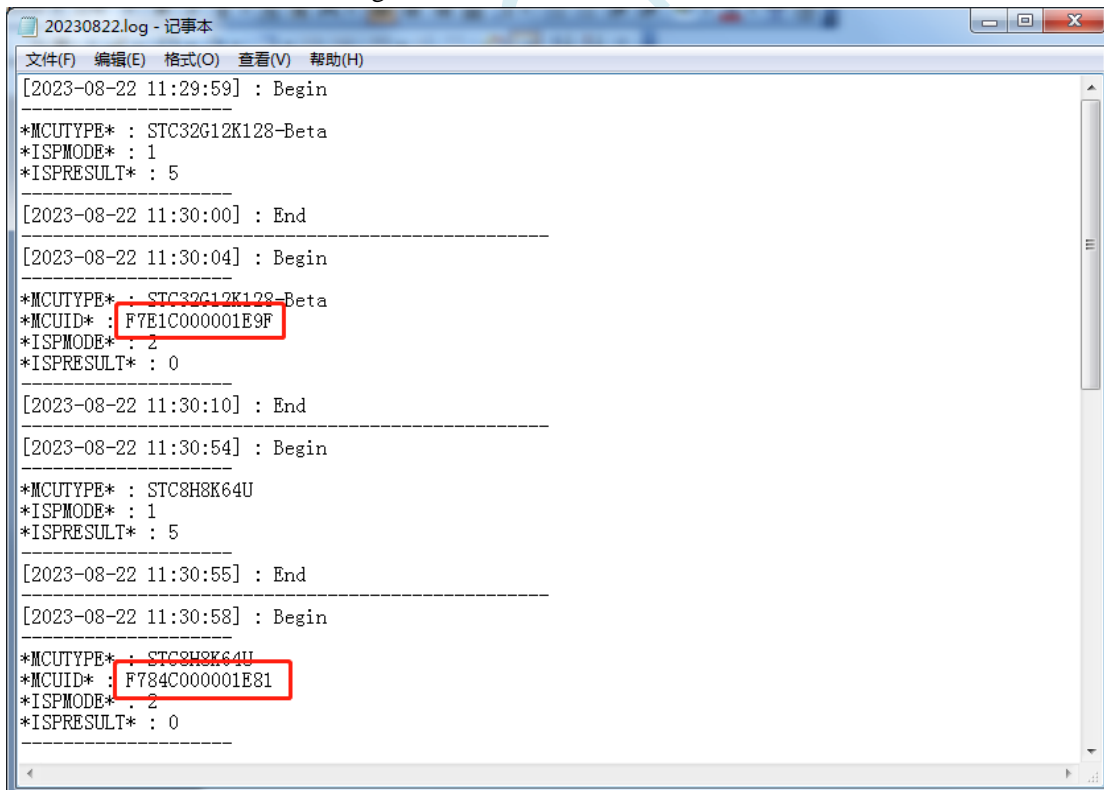 20230822.log - 记事本
文件(F) 编辑(E) 格式(O) 查看(V) 帮助(H)
[2023-08-22 11:29:59] : Begin
--------------------
*MCUTYPE* : STC32G12K128-Beta
*ISPMODE* : 1
*ISPRESULT* : 5
--------------------
[2023-08-22 11:30:00] : End
--------------------------------------------------
[2023-08-22 11:30:04] : Begin
--------------------
*MCUTYPE* : STC32G12K128-Beta
*MCUID* : F7E1C000001E9F
*ISPMODE* : 2
*ISPRESULT* : 0
--------------------
[2023-08-22 11:30:10] : End
--------------------------------------------------
[2023-08-22 11:30:54] : Begin
--------------------
*MCUTYPE* : STC8H8K64U
*ISPMODE* : 1
*ISPRESULT* : 5
--------------------
[2023-08-22 11:30:55] : End
--------------------------------------------------
[2023-08-22 11:30:58] : Begin
--------------------
*MCUTYPE* : STC8H8K64U
*MCUID* : F784C000001E81
*ISPMODE* : 2
*ISPRESULT* : 0
--------------------